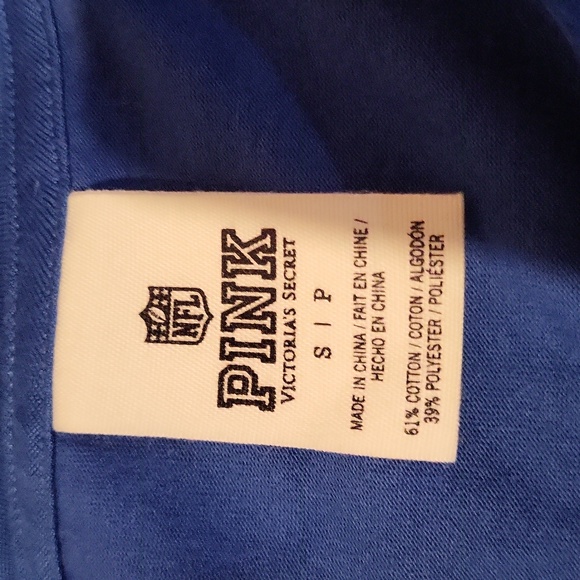 NFL
PINK
VICTORIA'S SECRET
S | P
MADE IN CHINA / FAIT EN CHINE /
HECHO EN CHINA
61% COTTON / COTON / ALGODÓN
39% POLYESTER / POLIÉSTER